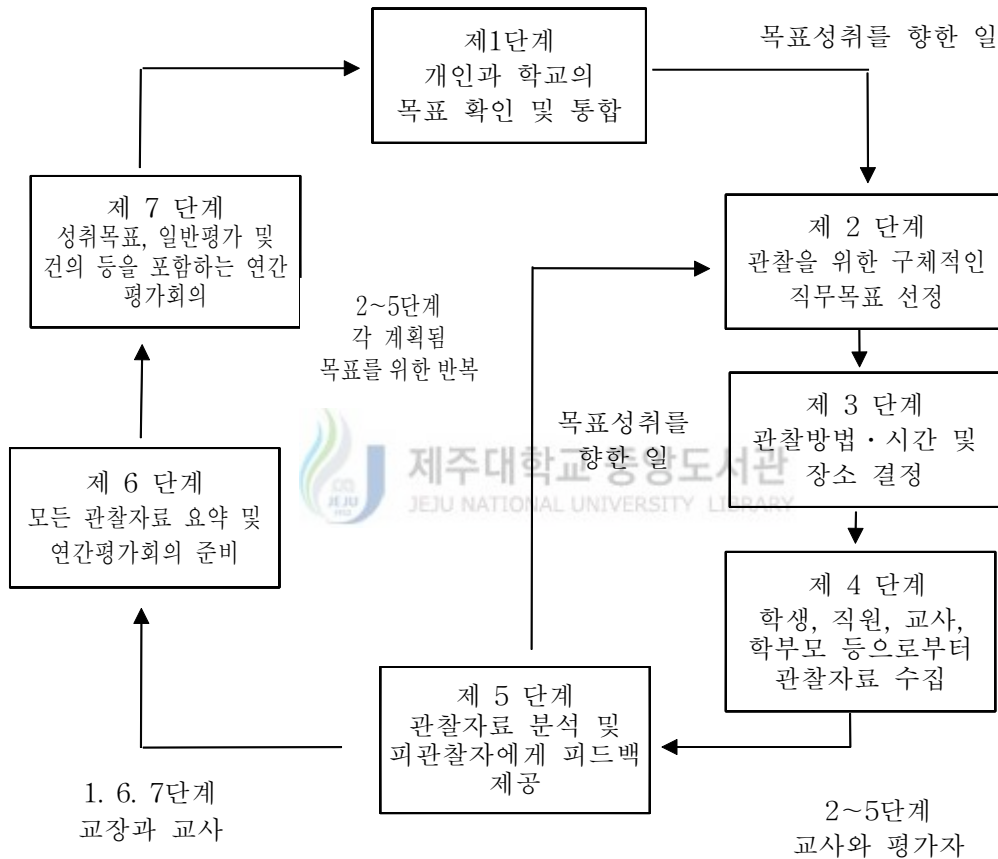 제1단계
개인과 학교의
목표 확인 및 통합
목표성취를 향한 일
제 7 단계
성취목표, 일반평가 및
건의 등을 포함하는 연간
평가회의
제 2 단계
관찰을 위한 구체적인
직무목표 선정
2~5단계
각 계획됨
목표를 위한 반복
제 3 단계
관찰방법·시간 및
장소 결정
목표성취를
향한 일
제주대학교 중앙도서관
JEJU NATIONAL UNIVERSITY LIBRARY
JEJU
1952
제 6 단계
모든 관찰자료 요약 및
연간평가회의 준비
제 4 단계
학생, 직원, 교사,
학부모 등으로부터
관찰자료 수집
제 5 단계
관찰자료 분석 및
피관찰자에게 피드백
제공
1. 6. 7단계
교장과 교사
2~5단계
교사와 평가자